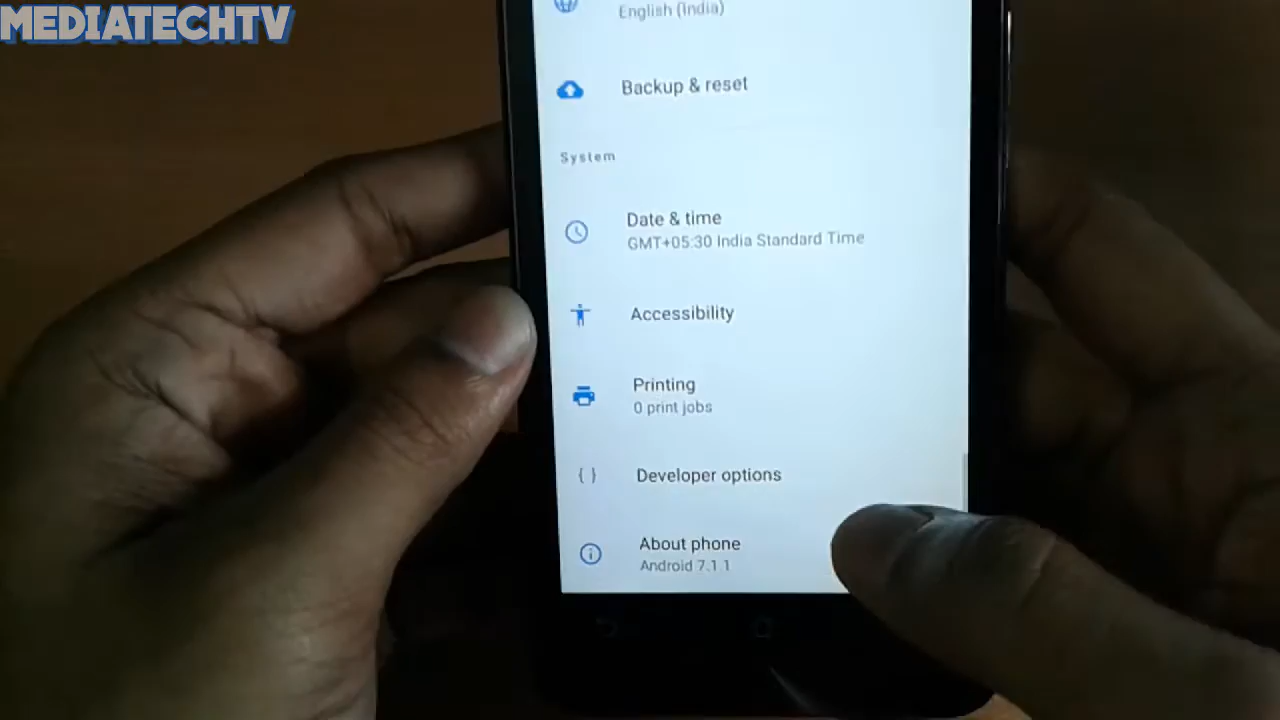 MEDIATECHTV
English (India)
Backup & reset
System
Date & time
GMT+05:30 India Standard Time
Accessibility
Printing
0 print jobs
Developer options
About phone
Android 7.1.1